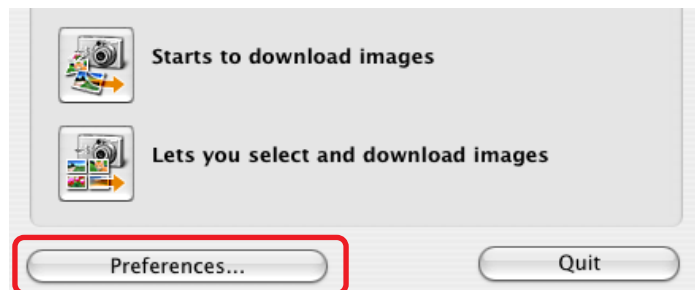 Starts to download images
Lets you select and download images
Preferences...
Quit